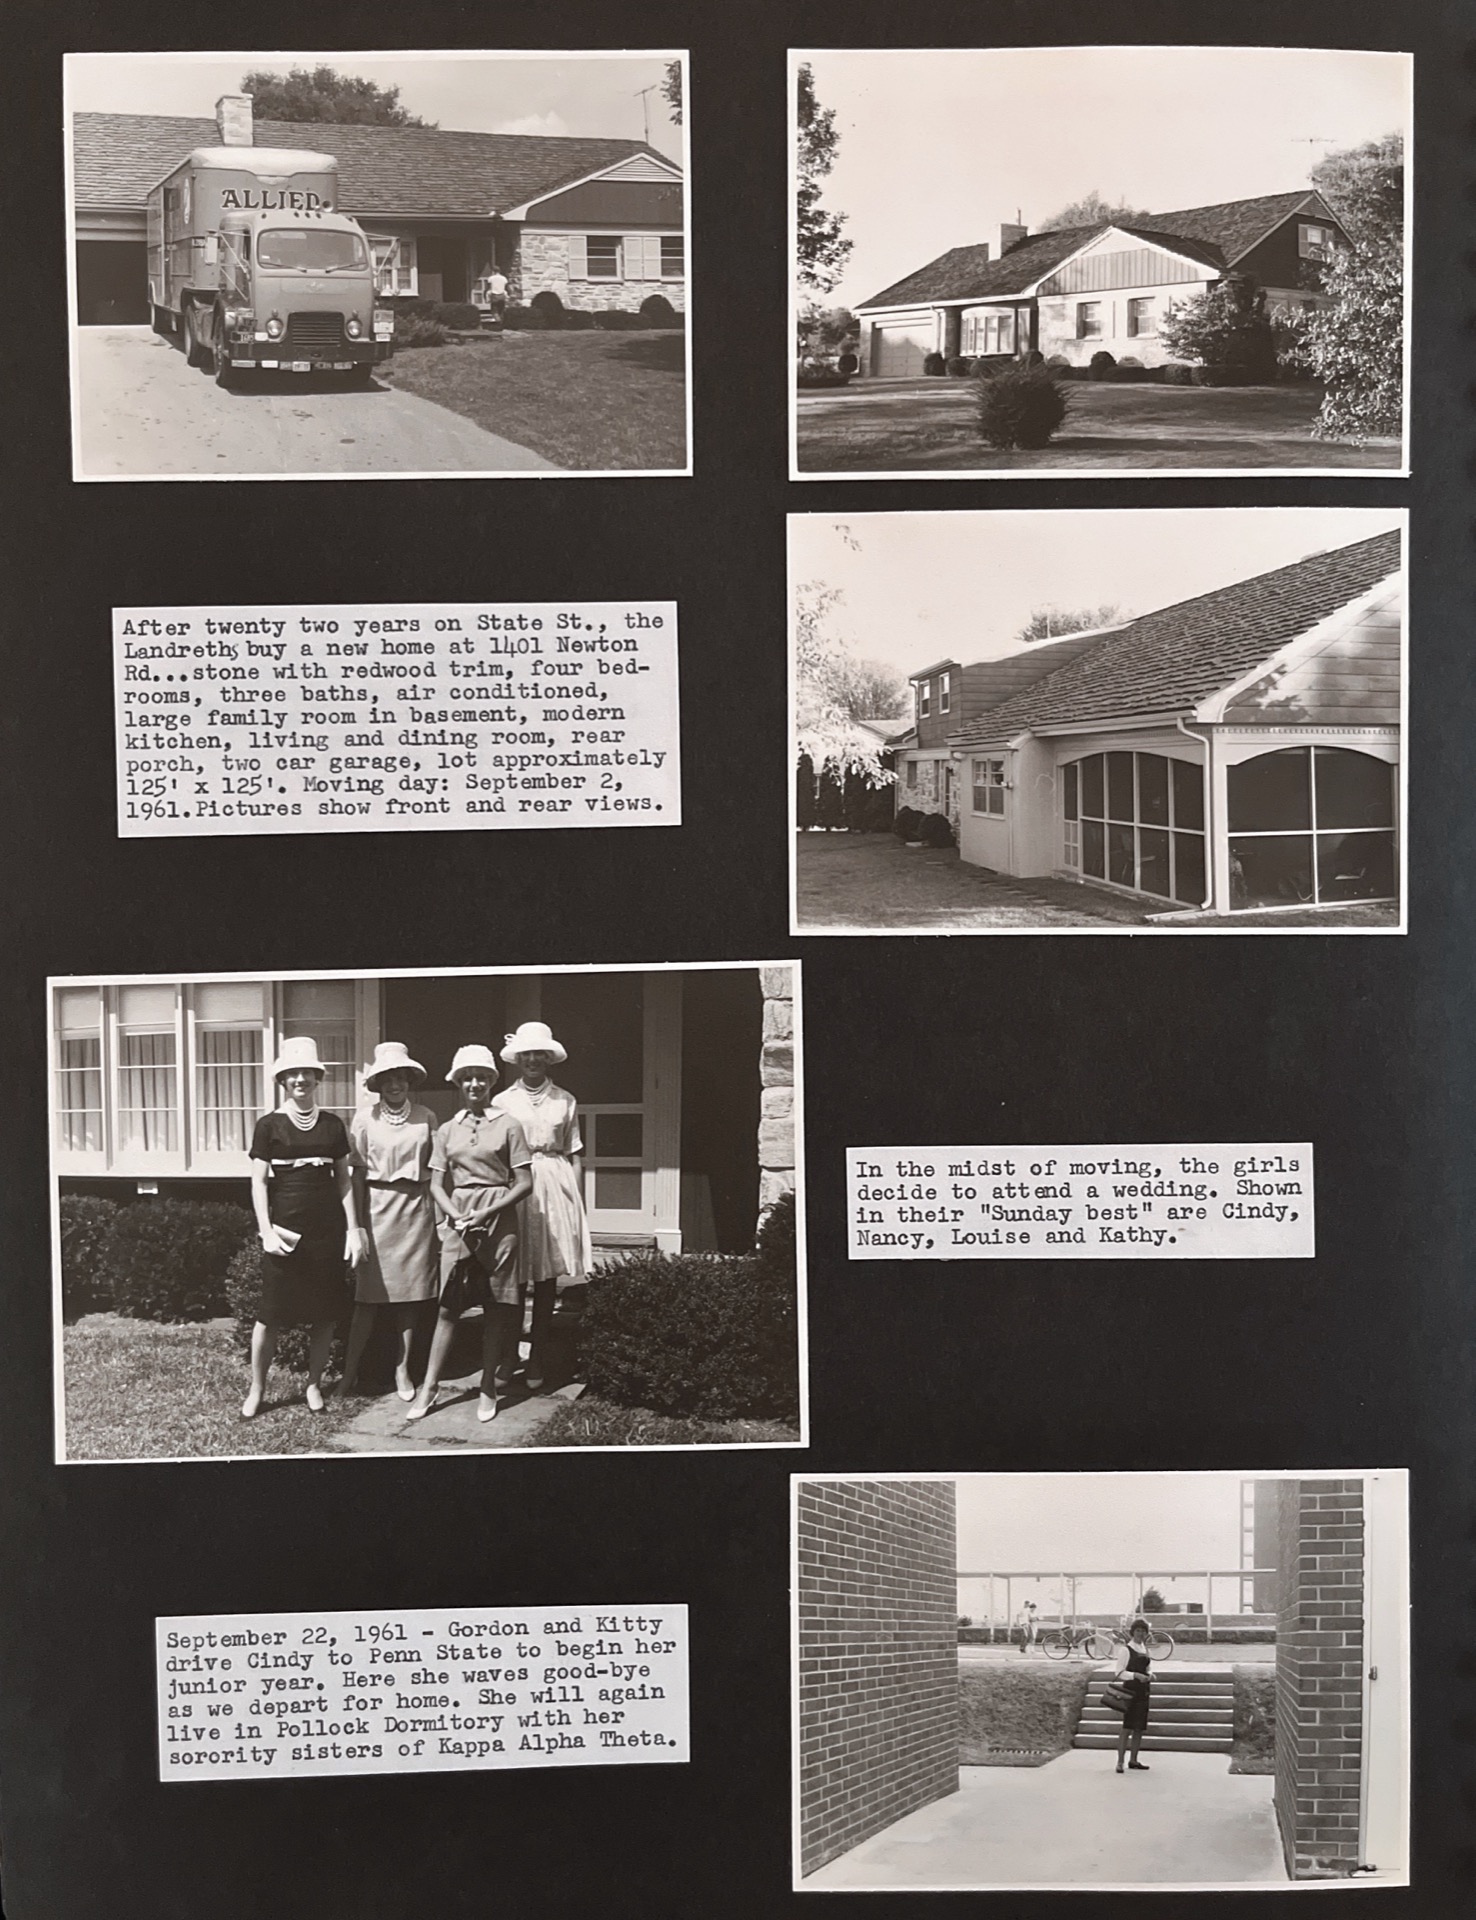 ALLIED
After twenty two years on State St., the
Landreths buy a new home at 1401 Newton
Rd...stone with redwood trim, four bed-
rooms, three baths, air conditioned,
large family room in basement, modern
kitchen, living and dining room, rear
porch, two car garage, lot approximately
125' x 125'. Moving day: September 2,
1961.Pictures show front and rear views.
In the midst of moving, the girls
decide to attend a wedding. Shown
in their "Sunday best" are Cindy,
Nancy, Louise and Kathy.
September 22, 1961 - Gordon and Kitty
drive Cindy to Penn State to begin her
junior year. Here she waves good-bye
as we depart for home. She will again
live in Pollock Dormitory with her
sorority sisters of Kappa Alpha Theta.